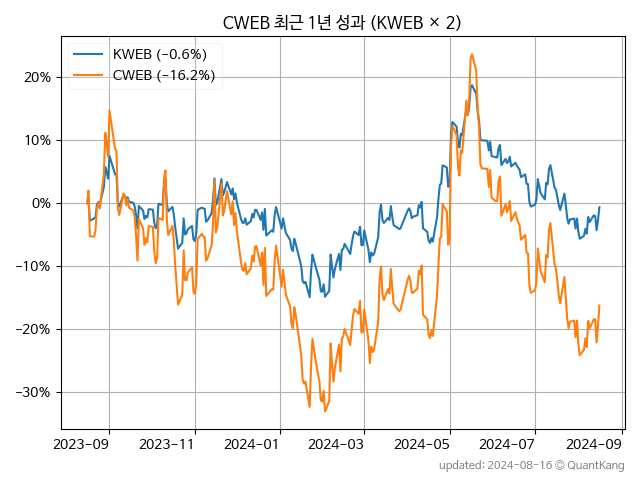 CWEB 최근 1년 성과 (KWEB × 2)
KWEB (−0.6%)
CWEB (−16.2%)
20%
10%
0%
−10%
−20%
−30%
2023−09 2023−11 2024−01 2024−03 2024−05 2024−07 2024−09
updated: 2024-08-16 © QuantKang